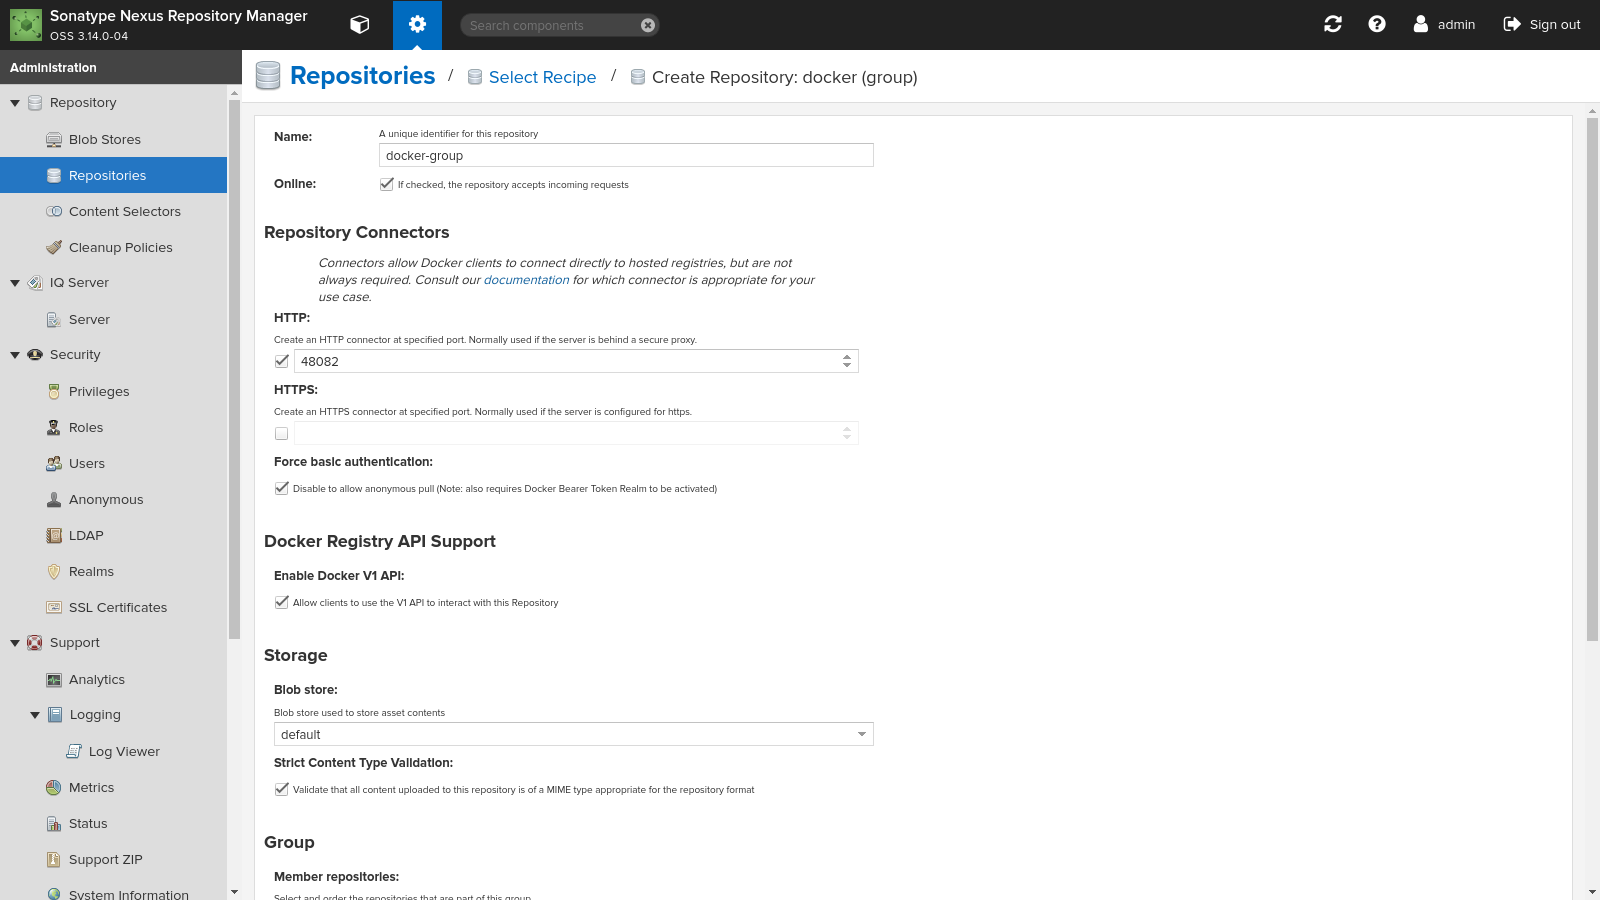 Sonatype Nexus Repository Manager
OSS 3.14.0-04
Search components
admin
Sign out
Administration
Repository
Blob Stores
Repositories
Content Selectors
Cleanup Policies
IQ Server
Server
Security
Privileges
Roles
Users
Anonymous
LDAP
Realms
SSL Certificates
Support
Analytics
Logging
Log Viewer
Metrics
Status
Support ZIP
System Information
Repositories / Select Recipe / Create Repository: docker (group)
Name:
A unique identifier for this repository
docker-group
Online:
If checked, the repository accepts incoming requests
Repository Connectors
Connectors allow Docker clients to connect directly to hosted registries, but are not
always required. Consult our documentation for which connector is appropriate for your
use case.
HTTP:
Create an HTTP connector at specified port. Normally used if the server is behind a secure proxy.
48082
HTTPS:
Create an HTTPS connector at specified port. Normally used if the server is configured for https.
Force basic authentication:
Disable to allow anonymous pull (Note: also requires Docker Bearer Token Realm to be activated)
Docker Registry API Support
Enable Docker V1 API:
Allow clients to use the V1 API to interact with this Repository
Storage
Blob store:
Blob store used to store asset contents
default
Strict Content Type Validation:
Validate that all content uploaded to this repository is of a MIME type appropriate for the repository format
Group
Member repositories:
Select and order the repositories that are part of this group